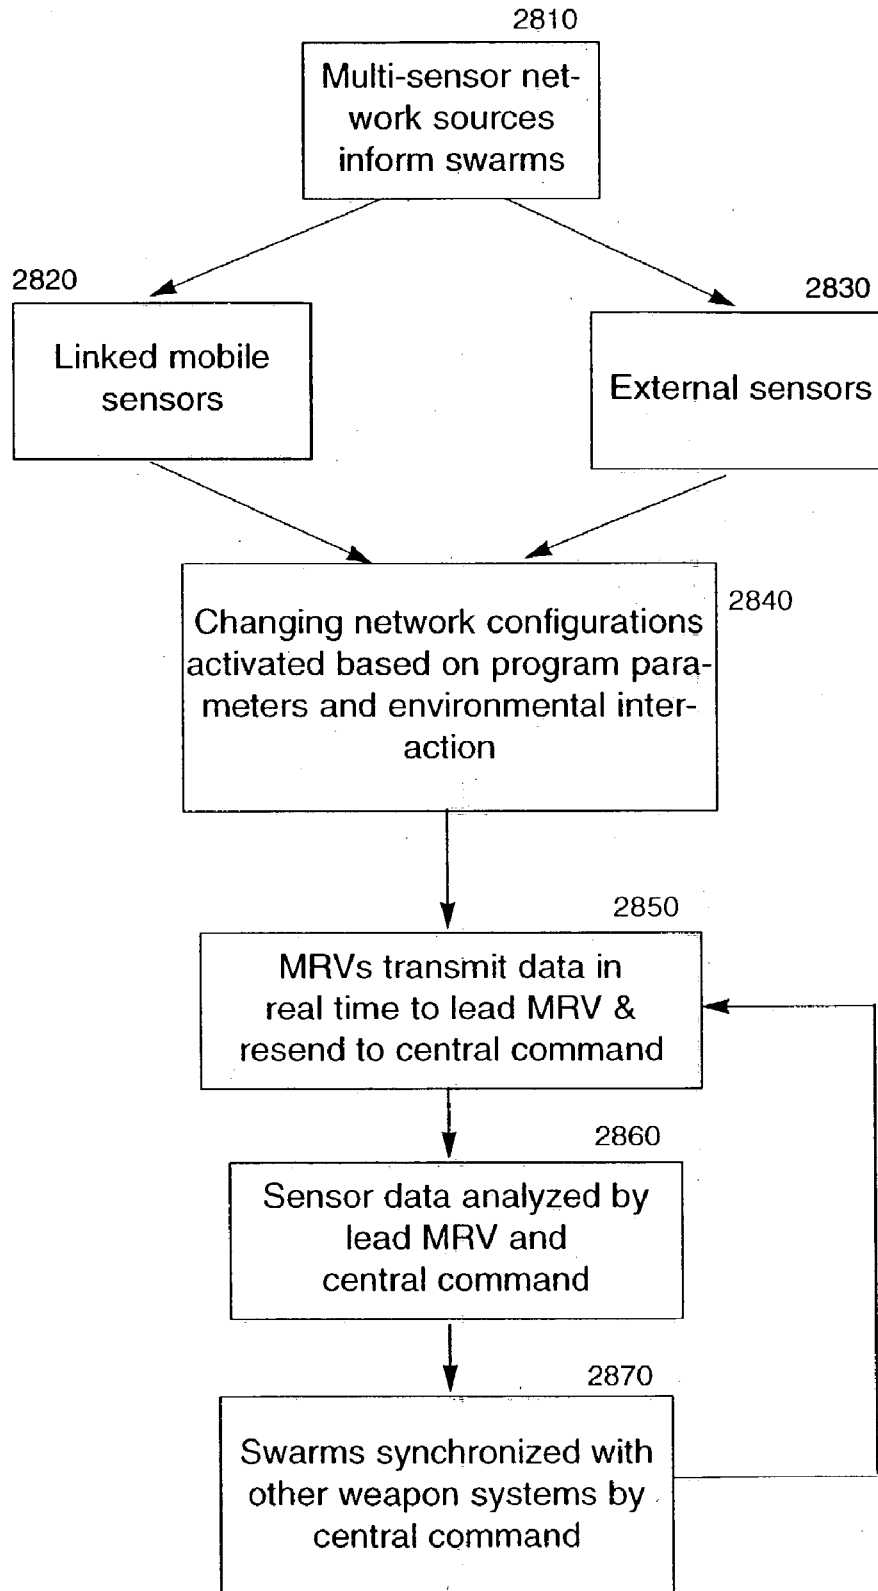 2810
Multi-sensor net-
work sources
inform swarms
2820
Linked mobile
sensors
2830
External sensors
2840
Changing network configurations
activated based on program para-
meters and environmental inter-
action
2850
MRVs transmit data in
real time to lead MRV &
resend to central command
2860
Sensor data analyzed by
lead MRV and
central command
2870
Swarms synchronized with
other weapon systems by
central command